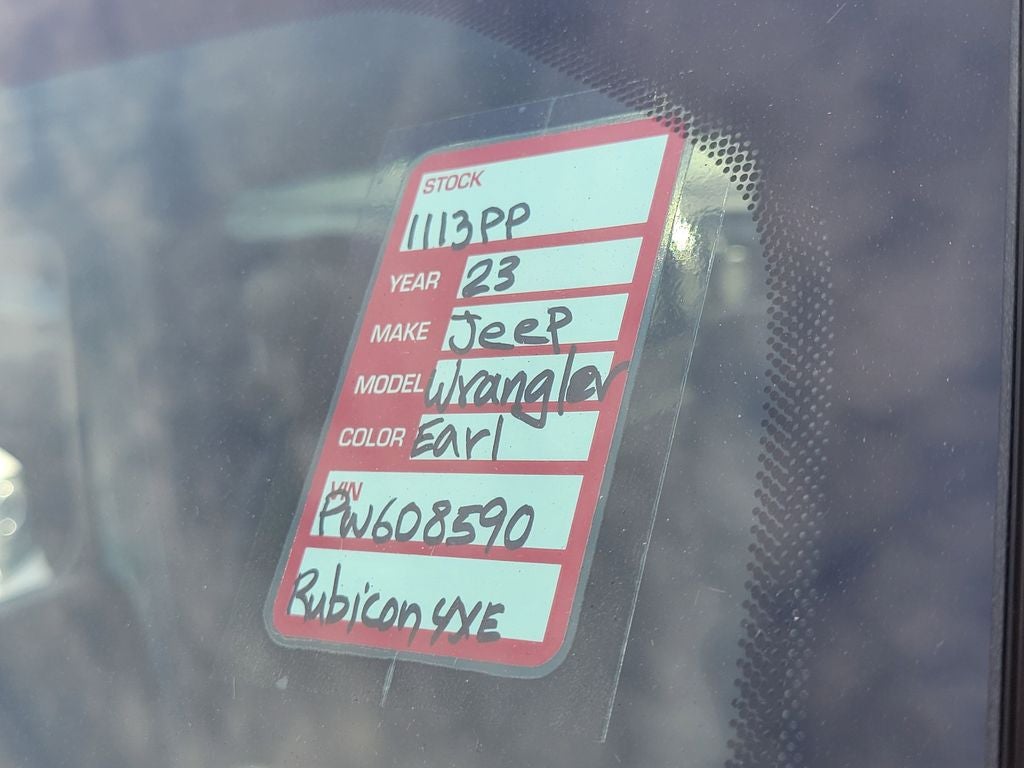 STOCK
1113PP
YEAR 23
MAKE Jeep
MODEL Wrangler
COLOR Earl
VIN
PW608590
Rubicon 4XE